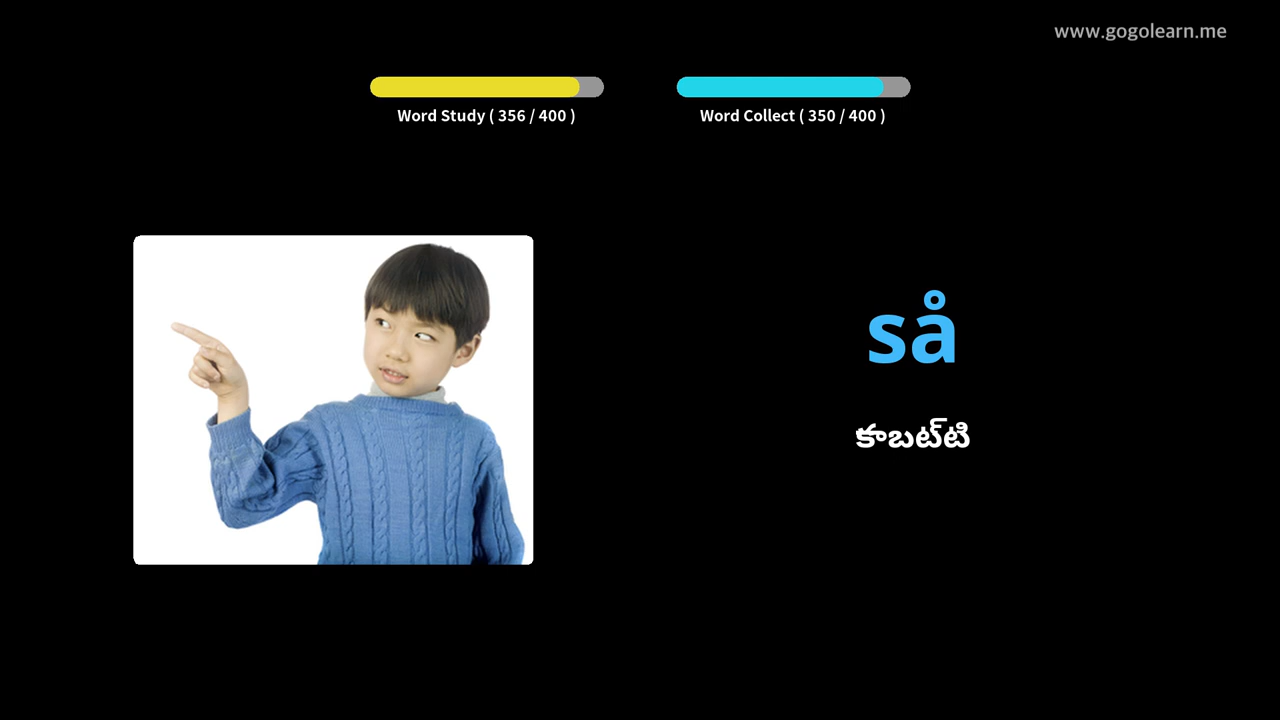 www.gogolearn.me
Word Study ( 356 / 400 )
Word Collect ( 350 / 400 )
så
కాబట్‌టి